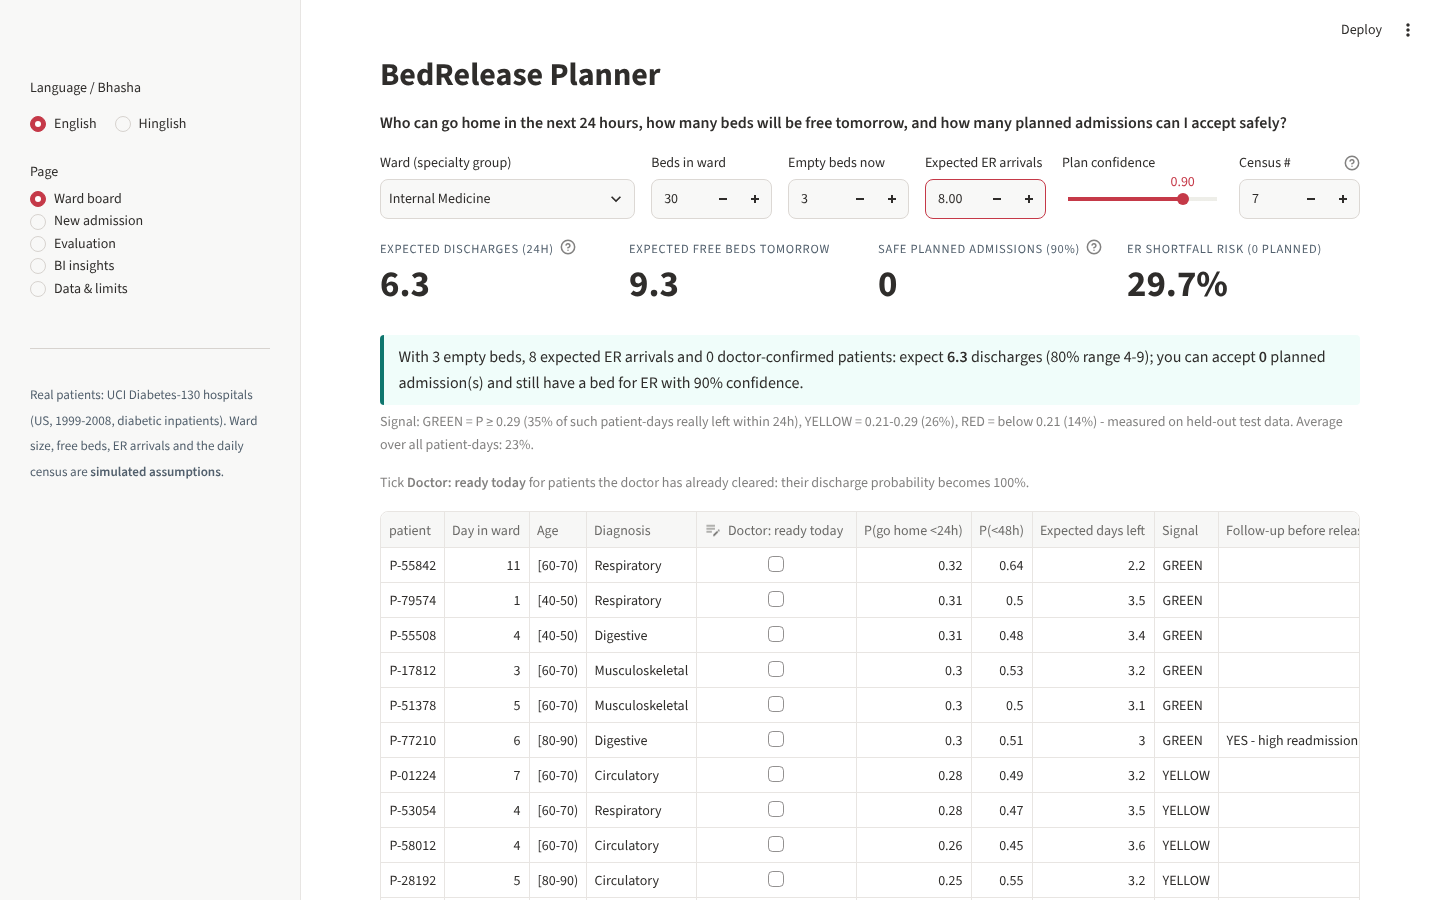 Deploy
Language / Bhasha
English
Hinglish
Page
Ward board
New admission
Evaluation
BI insights
Data & limits
Real patients: UCI Diabetes-130 hospitals
(US, 1999-2008, diabetic inpatients). Ward
size, free beds, ER arrivals and the daily
census are simulated assumptions.
BedRelease Planner
Who can go home in the next 24 hours, how many beds will be free tomorrow, and how many planned admissions can I accept safely?
Ward (specialty group) Beds in ward Empty beds now Expected ER arrivals Plan confidence Census #
0.90
Internal Medicine 30 3 8.00 7
EXPECTED DISCHARGES (24H) EXPECTED FREE BEDS TOMORROW SAFE PLANNED ADMISSIONS (90%) ER SHORTFALL RISK (0 PLANNED)
6.3 9.3 0 29.7%
With 3 empty beds, 8 expected ER arrivals and 0 doctor-confirmed patients: expect 6.3 discharges (80% range 4-9); you can accept 0 planned
admission(s) and still have a bed for ER with 90% confidence.
Signal: GREEN = P ≥ 0.29 (35% of such patient-days really left within 24h), YELLOW = 0.21-0.29 (26%), RED = below 0.21 (14%) - measured on held-out test data. Average
over all patient-days: 23%.
Tick Doctor: ready today for patients the doctor has already cleared: their discharge probability becomes 100%.
patient Day in ward Age Diagnosis Doctor: ready today P(go home <24h) P(<48h) Expected days left Signal Follow-up before releas
P-55842 11 [60-70) Respiratory 0.32 0.64 2.2 GREEN
P-79574 1 [40-50) Respiratory 0.31 0.5 3.5 GREEN
P-55508 4 [40-50) Digestive 0.31 0.48 3.4 GREEN
P-17812 3 [60-70) Musculoskeletal 0.3 0.53 3.2 GREEN
P-51378 5 [60-70) Musculoskeletal 0.3 0.5 3.1 GREEN
P-77210 6 [80-90) Digestive 0.3 0.51 3 GREEN YES - high readmission
P-01224 7 [60-70) Circulatory 0.28 0.49 3.2 YELLOW
P-53054 4 [60-70) Respiratory 0.28 0.47 3.5 YELLOW
P-58012 4 [60-70) Circulatory 0.26 0.45 3.6 YELLOW
P-28192 5 [80-90) Circulatory 0.25 0.55 3.2 YELLOW